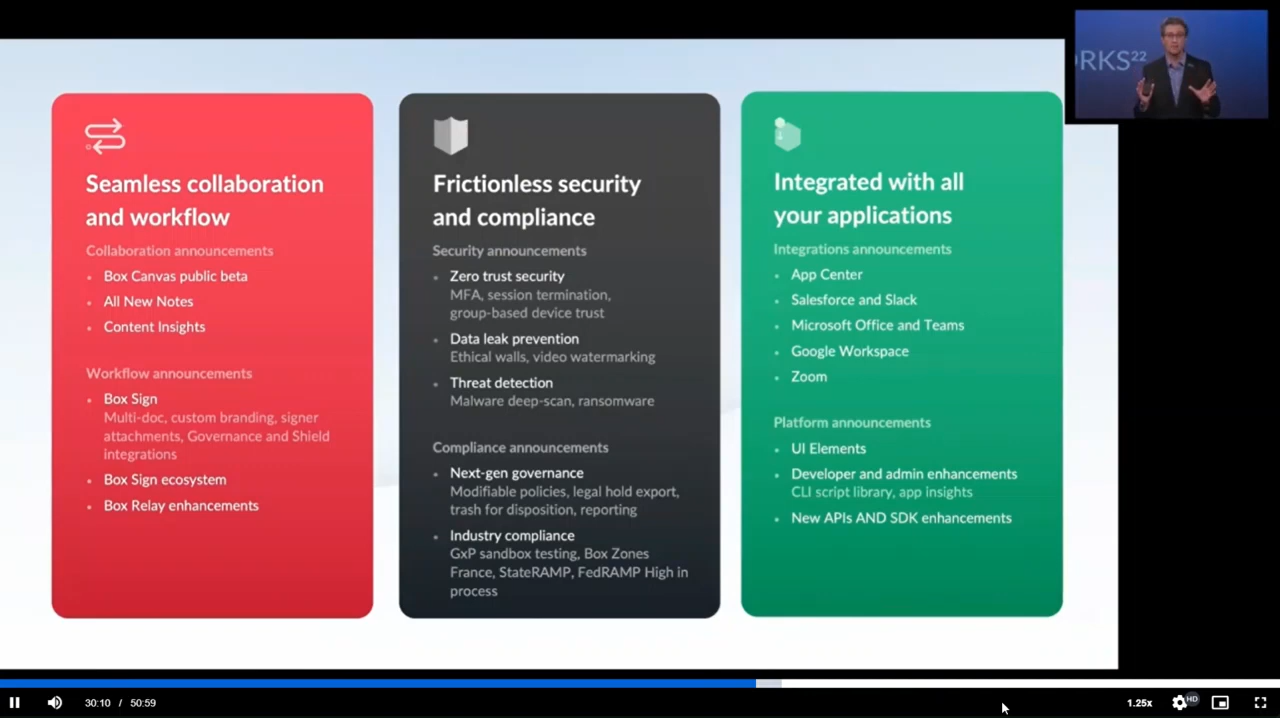 ORKS22
Seamless collaboration
and workflow
Collaboration announcements
Box Canvas public beta
All New Notes
Content Insights
Workflow announcements
Box Sign
Multi-doc, custom branding, signer
attachments, Governance and Shield
integrations
Box Sign ecosystem
Box Relay enhancements
Frictionless security
and compliance
Security announcements
Zero trust security
MFA, session termination,
group-based device trust
Data leak prevention
Ethical walls, video watermarking
Threat detection
Malware deep-scan, ransomware
Compliance announcements
Next-gen governance
Modifiable policies, legal hold export,
trash for disposition, reporting
Industry compliance
GxP sandbox testing, Box Zones
France, StateRAMP, FedRAMP High in
process
Integrated with all
your applications
Integrations announcements
App Center
Salesforce and Slack
Microsoft Office and Teams
Google Workspace
Zoom
Platform announcements
UI Elements
Developer and admin enhancements
CLI script library, app insights
New APIs AND SDK enhancements
30:10 / 50:59
1.25x
HD